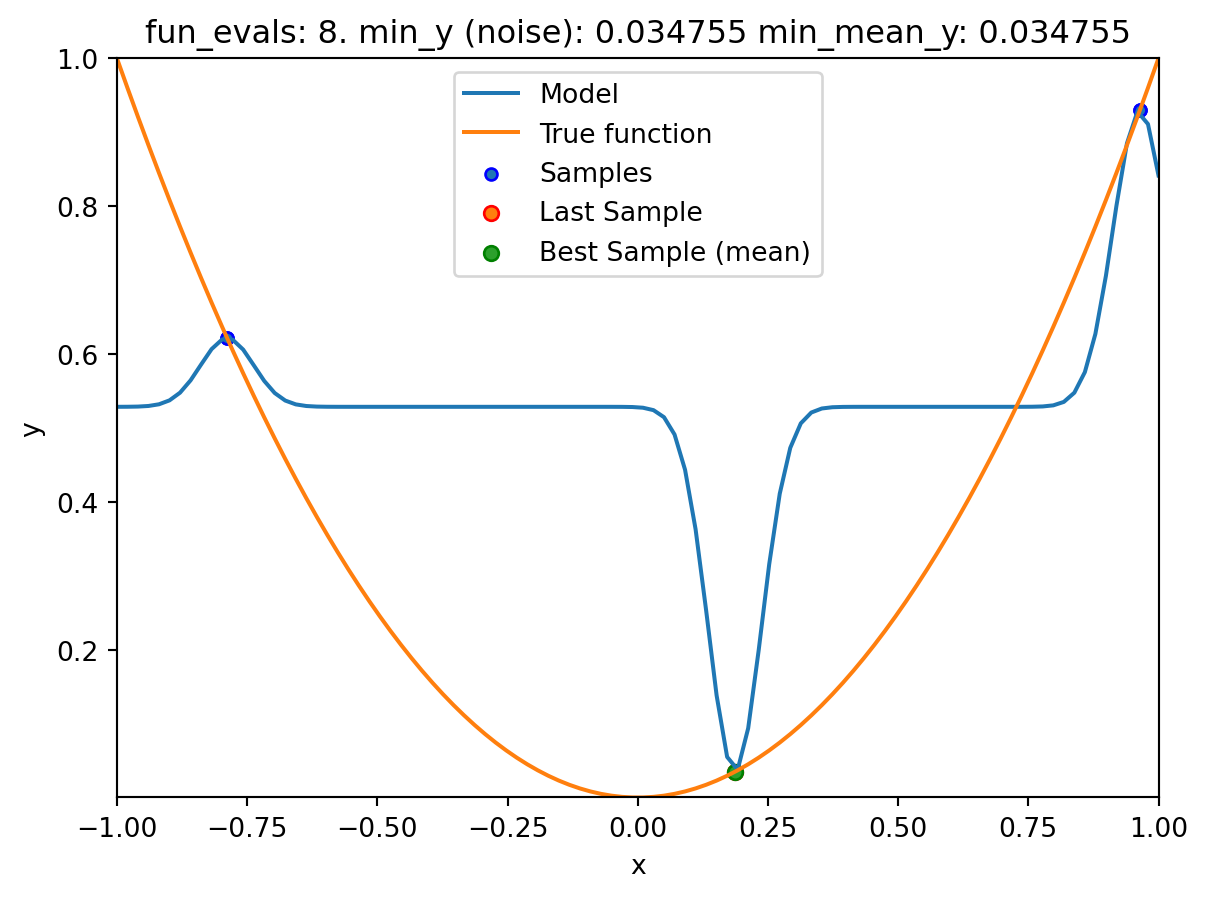 fun_evals: 8. min_y (noise): 0.034755 min_mean_y: 0.034755
1.0
0.8
0.6
0.4
0.2
y
Model
True function
Samples
Last Sample
Best Sample (mean)
−1.00 −0.75 −0.50 −0.25 0.00 0.25 0.50 0.75 1.00
x